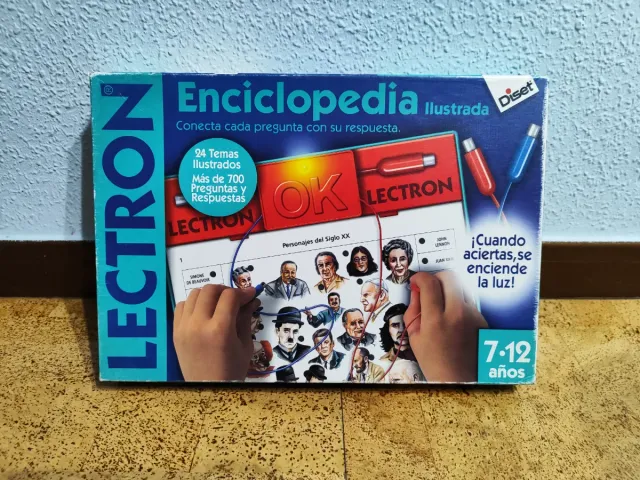 LECTRON
®
Enciclopedia Ilustrada
Diset
Conecta cada pregunta con su respuesta.
24 Temas
Ilustrados
Más de 700
Preguntas y
Respuestas
OK
LECTRON
LECTRON
Personajes del Siglo XX
1
SIMONE
DE BEAUVOIR
JOHN
LENNON
¡Cuando
aciertas,se
enciende
la luz!
7·12
años